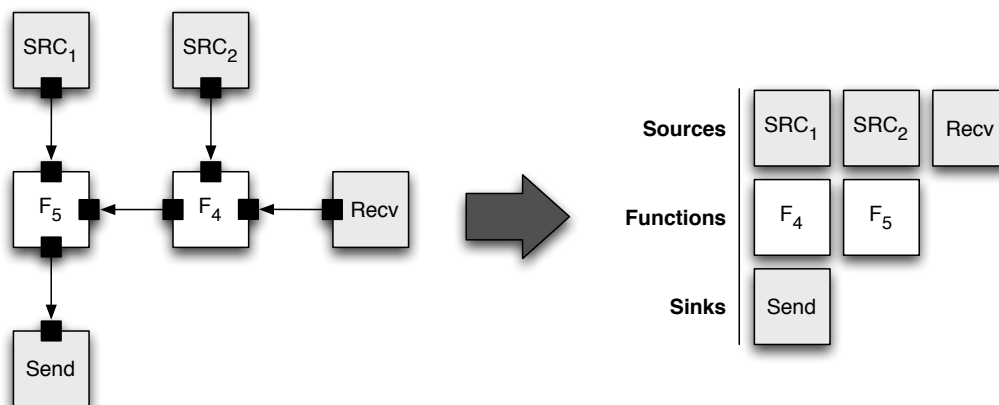 SRC₁ SRC₂
F₅ F₄ Recv
Send
Sources SRC₁ SRC₂ Recv
Functions F₄ F₅
Sinks Send